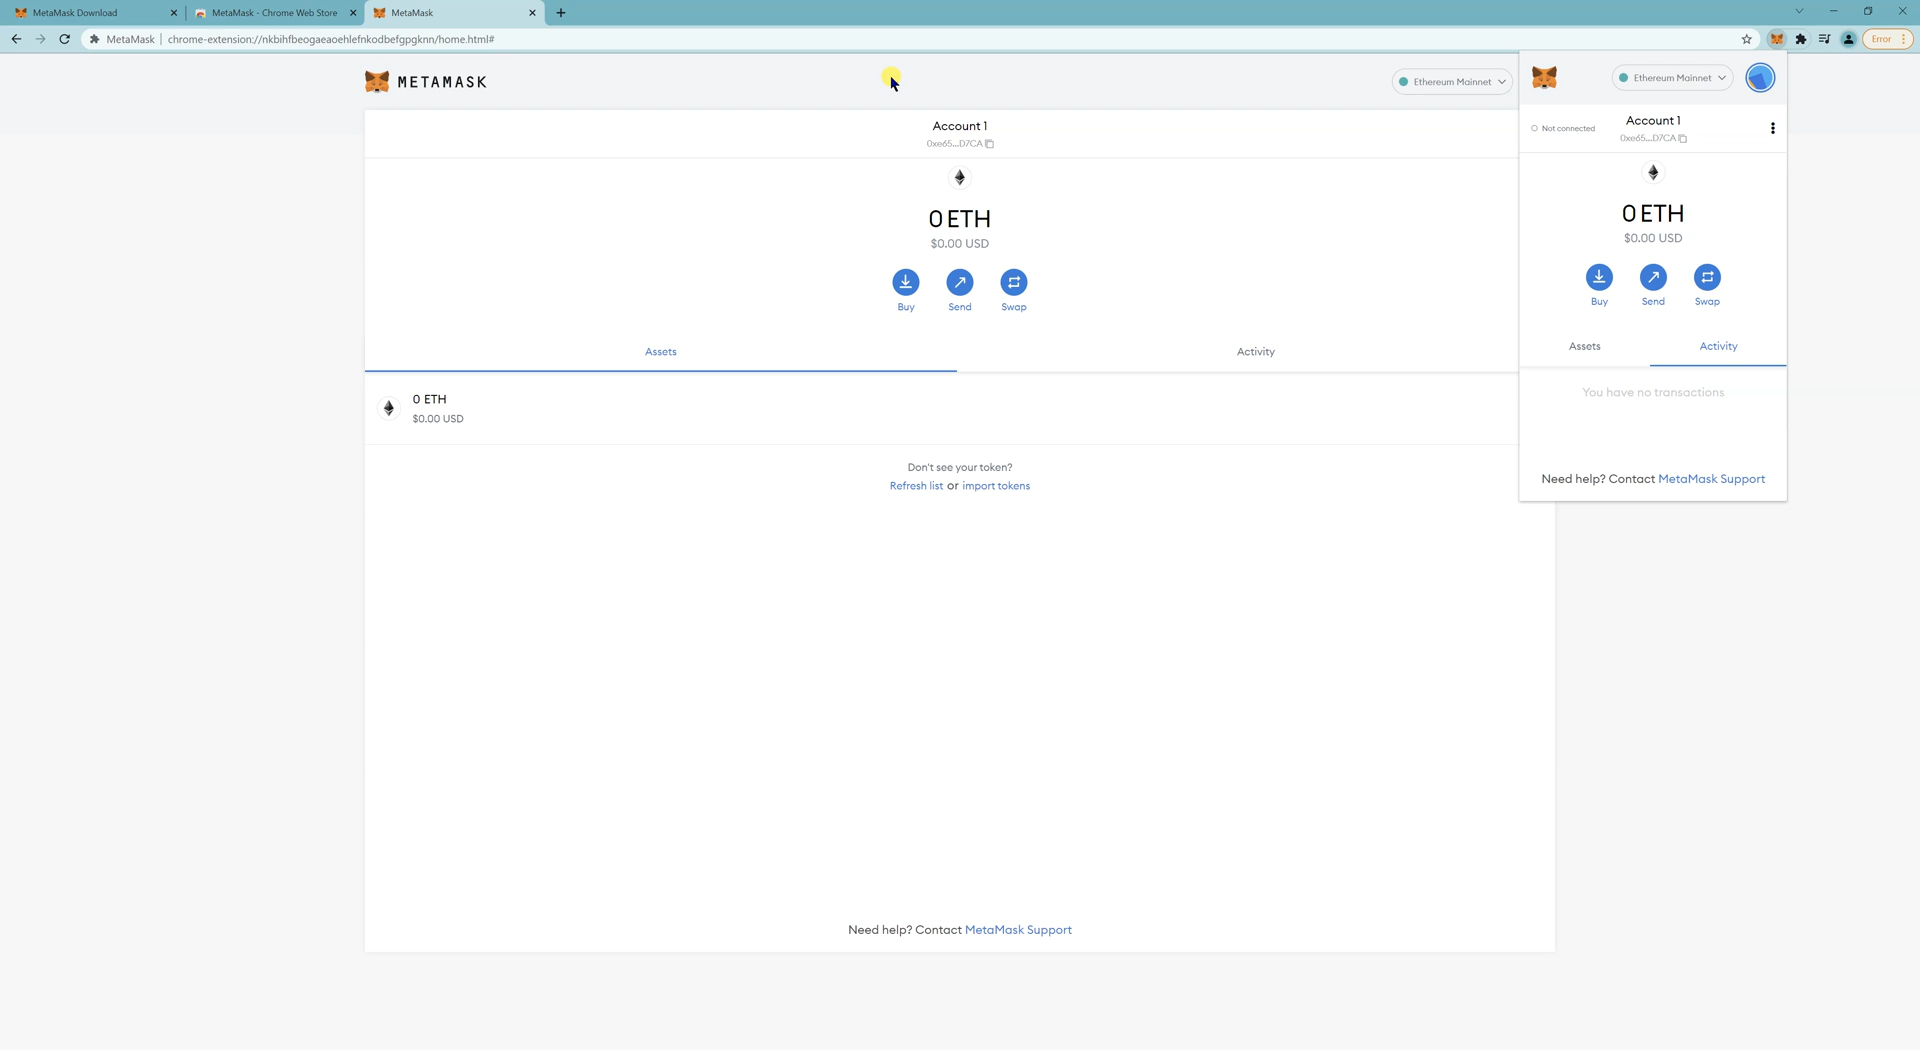 MetaMask Download
MetaMask - Chrome Web Store
MetaMask
MetaMask | chrome-extension://nkbihfbeogaeaoehlefnkodbefgpgknn/home.html#
Error
METAMASK
Ethereum Mainnet
Account 1
0xe65...D7CA
0 ETH
$0.00 USD
Buy
Send
Swap
Assets
Activity
0 ETH
$0.00 USD
Don't see your token?
Refresh list or import tokens
Need help? Contact MetaMask Support
Ethereum Mainnet
Not connected
Account 1
0xe65...D7CA
0 ETH
$0.00 USD
Buy
Send
Swap
Assets
Activity
You have no transactions
Need help? Contact MetaMask Support